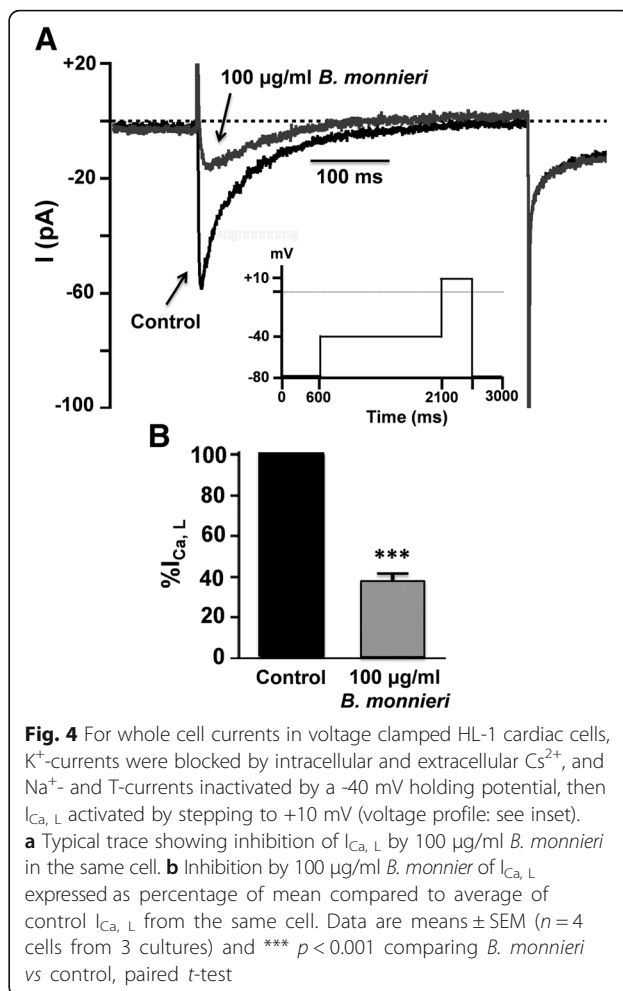 A
+20
100 µg/ml B. monnieri
-20
100 ms
I (pA)
mV
+10
-40
-60
Control
-40
-80
0 600 2100 3000
Time (ms)
-100
B
100
80
***
60
%I_Ca, L
40
20
0
Control 100 µg/ml
B. monnieri
Fig. 4 For whole cell currents in voltage clamped HL-1 cardiac cells,
K⁺-currents were blocked by intracellular and extracellular Cs²⁺, and
Na⁺- and T-currents inactivated by a -40 mV holding potential, then
I_Ca, L activated by stepping to +10 mV (voltage profile: see inset).
a Typical trace showing inhibition of I_Ca, L by 100 µg/ml B. monnieri
in the same cell. b Inhibition by 100 µg/ml B. monnier of I_Ca, L
expressed as percentage of mean compared to average of
control I_Ca, L from the same cell. Data are means ± SEM (n = 4
cells from 3 cultures) and *** p < 0.001 comparing B. monnieri
vs control, paired t-test